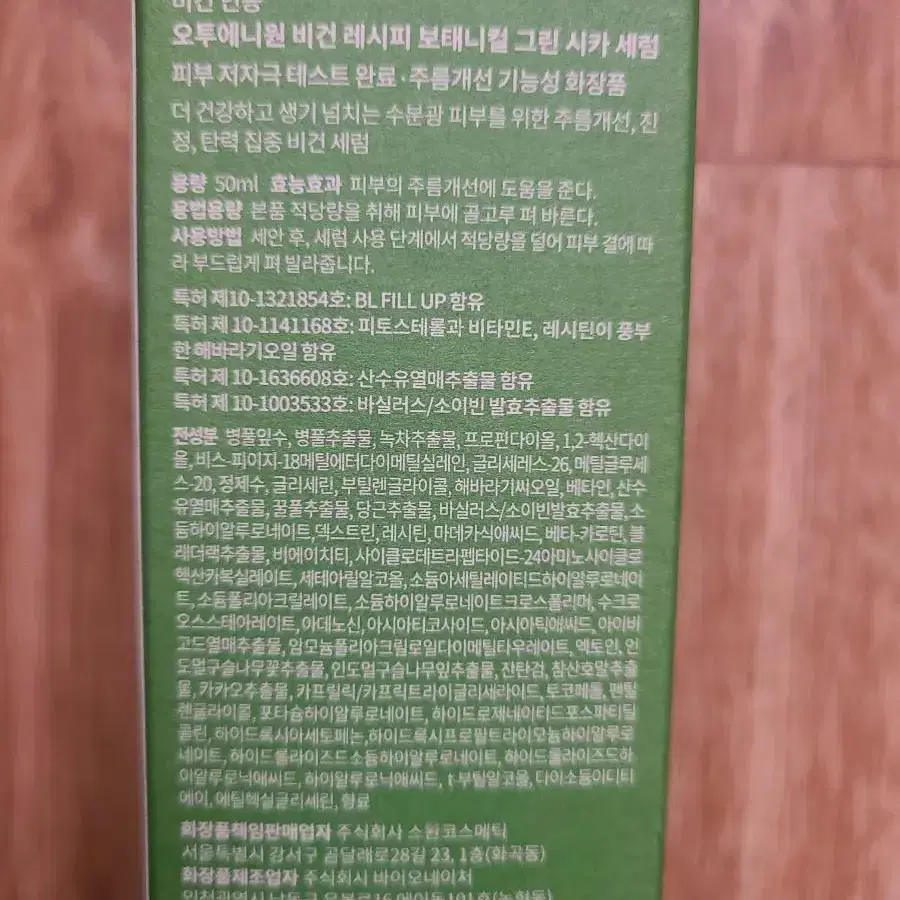 비건 인증
오투에니원 비건 레시피 보태니컬 그린 시카 세럼
피부 저자극 테스트 완료·주름개선 기능성 화장품
더 건강하고 생기 넘치는 수분광 피부를 위한 주름개선, 진
정, 탄력 집중 비건 세럼
용량 50ml 효능효과 피부의 주름개선에 도움을 준다.
용법용량 본품 적당량을 취해 피부에 골고루 펴 바른다.
사용방법 세안 후, 세럼 사용 단계에서 적당량을 덜어 피부 결에 따
라 부드럽게 펴 발라줍니다.
특허 제10-1321854호: BL FILL UP 함유
특허 제 10-1141168호: 피토스테롤과 비타민E, 레시틴이 풍부
한 해바라기오일 함유
특허 제 10-1636608호: 산수유열매추출물 함유
특허 제 10-1003533호: 바실러스/소이빈 발효추출물 함유
전성분 병풀잎수, 병풀추출물, 녹차추출물, 프로판다이올, 1,2-헥산다이
올, 비스-피이지-18메틸에터다이메틸실레인, 글리세레스-26, 메틸글루세
스-20, 정제수, 글리세린, 부틸렌글라이콜, 해바라기씨오일, 베타인, 산수
유열매추출물, 꿀풀추출물, 당근추출물, 바실러스/소이빈발효추출물, 소
듐하이알루로네이트, 덱스트린, 레시틴, 마데카식애씨드, 베타-카로틴, 블
래더랙추출물, 비에이치티, 사이클로테트라펩타이드-24아미노사이클로
헥산카복실레이트, 세테아릴알코올, 소듐아세틸레이티드하이알루로네이
트, 소듐폴리아크릴레이트, 소듐하이알루로네이트크로스폴리머, 수크로
오스스테아레이트, 아데노신, 아시아티코사이드, 아시아틱애씨드, 아이비
고드열매추출물, 암모늄폴리아크릴로일다이메틸타우레이트, 엑토인, 인
도멀구슬나무꽃추출물, 인도멀구슬나무잎추출물, 잔탄검, 참산호말추출
물, 카카오추출물, 카프릴릭/카프릭트라이글리세라이드, 토코페롤, 펜틸
렌글라이콜, 포타슘하이알루로네이트, 하이드로제네이티드포스파티딜
콜린, 하이드록시아세토페논, 하이드록시프로필트라이모늄하이알루로
네이트, 하이드롤라이즈드소듐하이알루로네이트, 하이드롤라이즈드하
이알루로닉애씨드, 하이알루로닉애씨드, t-부틸알코올, 다이소듐이디티
에이, 에틸헥실글리세린, 향료
화장품책임판매업자 주식회사 스윗코스메틱
서울특별시 강서구 곰달래로28길 23, 1층(화곡동)
화장품제조업자 주식회시 바이오네이처
인천광역시 남동구 은봉로16 에이동101호(논현동)